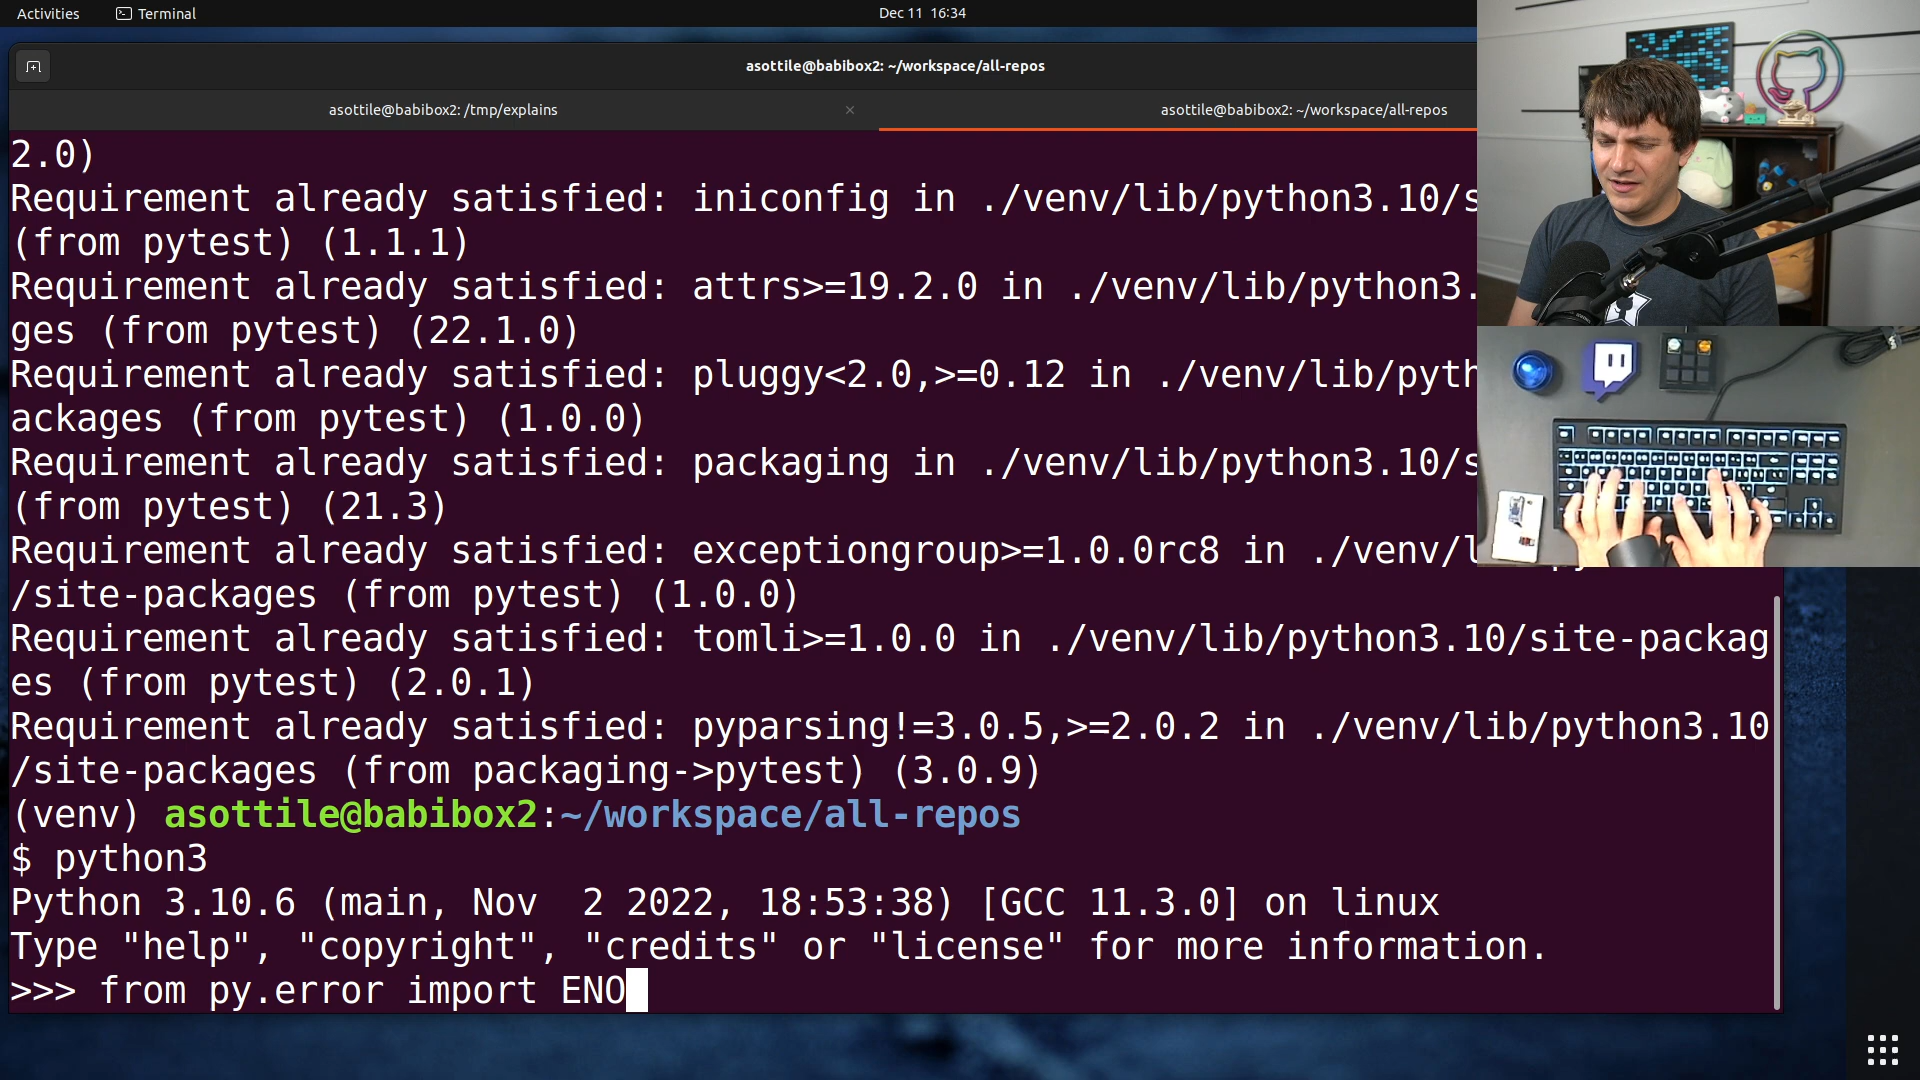 Activities
Terminal
Dec 11 16:34
asottile@babibox2: ~/workspace/all-repos
asottile@babibox2: /tmp/explains
asottile@babibox2: ~/workspace/all-repos
2.0)
Requirement already satisfied: iniconfig in ./venv/lib/python3.10/s
(from pytest) (1.1.1)
Requirement already satisfied: attrs>=19.2.0 in ./venv/lib/python3.
ges (from pytest) (22.1.0)
Requirement already satisfied: pluggy<2.0,>=0.12 in ./venv/lib/pyth
ackages (from pytest) (1.0.0)
Requirement already satisfied: packaging in ./venv/lib/python3.10/s
(from pytest) (21.3)
Requirement already satisfied: exceptiongroup>=1.0.0rc8 in ./venv/l
/site-packages (from pytest) (1.0.0)
Requirement already satisfied: tomli>=1.0.0 in ./venv/lib/python3.10/site-packag
es (from pytest) (2.0.1)
Requirement already satisfied: pyparsing!=3.0.5,>=2.0.2 in ./venv/lib/python3.10
/site-packages (from packaging->pytest) (3.0.9)
(venv) asottile@babibox2:~/workspace/all-repos
$ python3
Python 3.10.6 (main, Nov  2 2022, 18:53:38) [GCC 11.3.0] on linux
Type "help", "copyright", "credits" or "license" for more information.
>>> from py.error import ENO